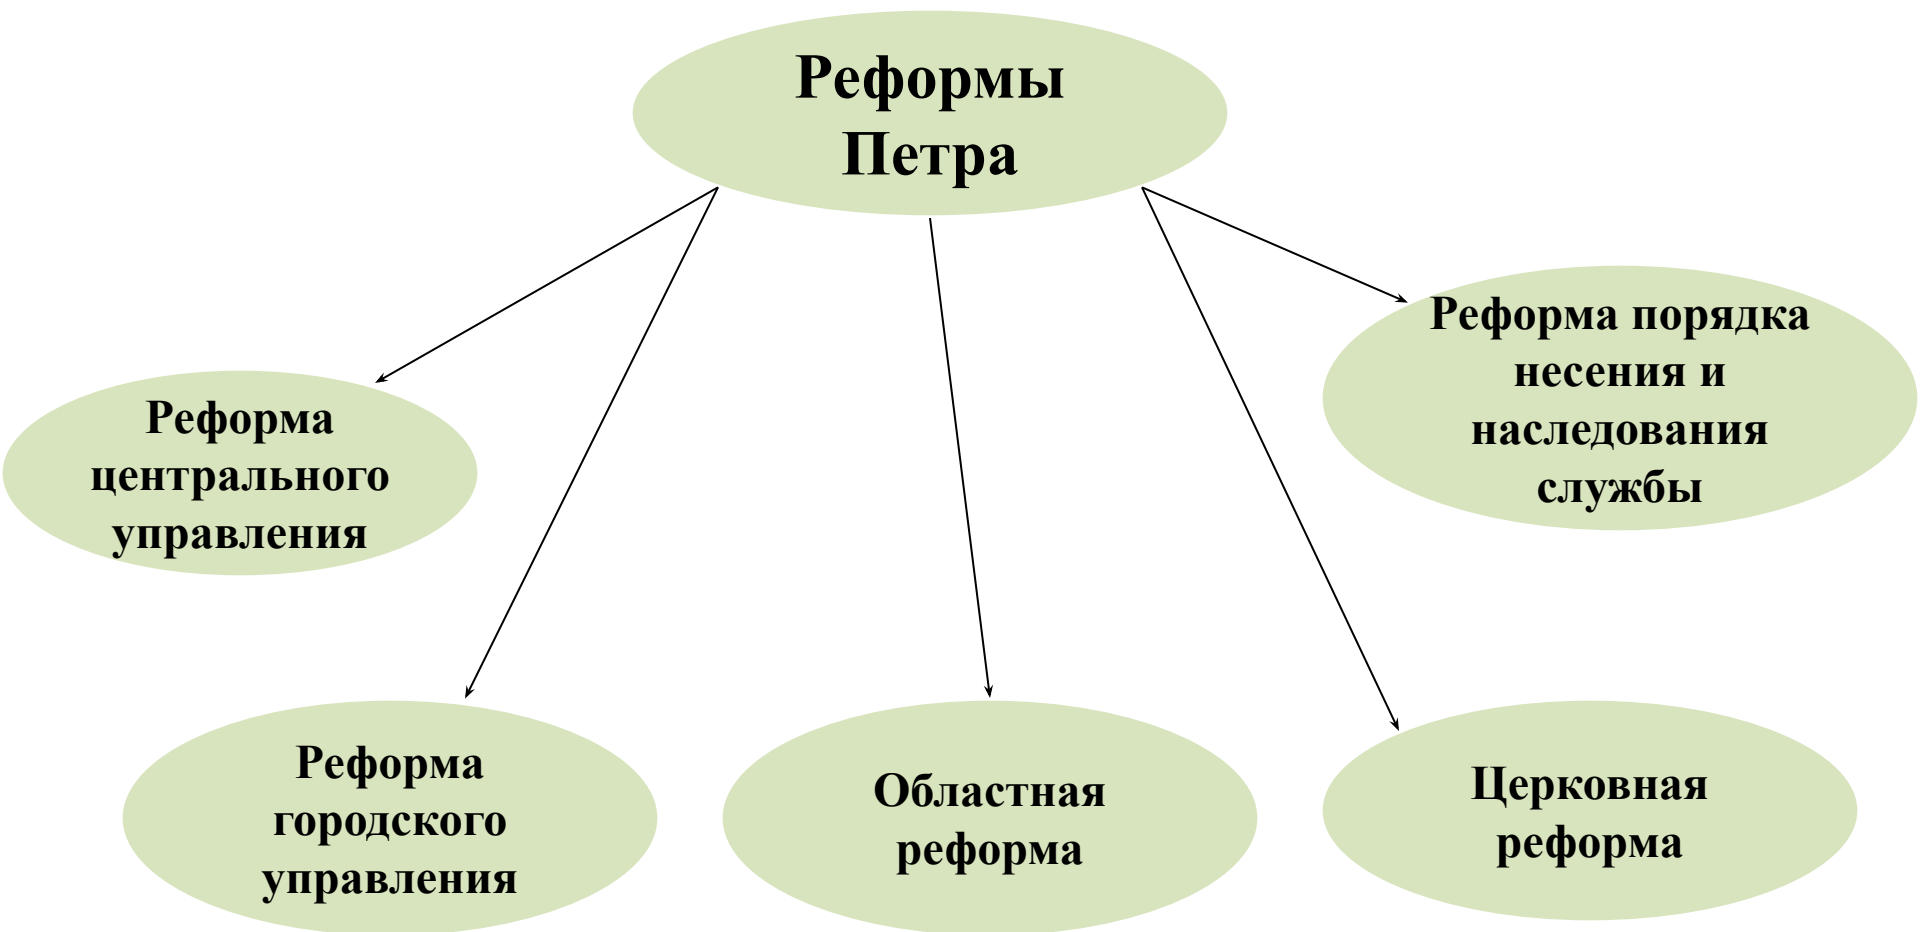 Реформы
Петра
Реформа
центрального
управления
Реформа порядка
несения и
наследования
службы
Реформа
городского
управления
Областная
реформа
Церковная
реформа